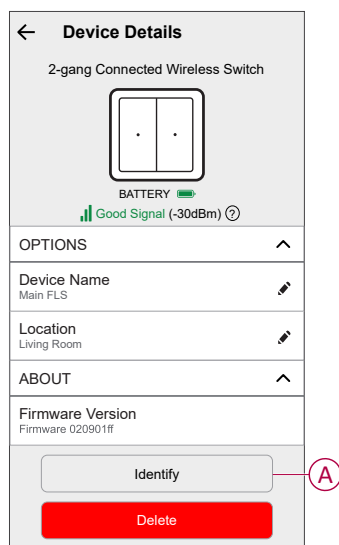 Device Details
2-gang Connected Wireless Switch
BATTERY
Good Signal (-30dBm) ?
OPTIONS
Device Name
Main FLS
Location
Living Room
ABOUT
Firmware Version
Firmware 020901ff
Identify
A
Delete